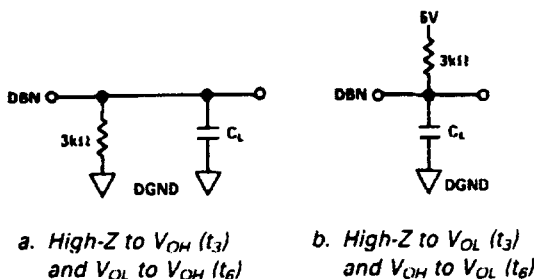 5V
3kΩ
DBN
DBN
3kΩ
CL
CL
DGND
DGND
a. High-Z to VOH (t3)
and VOL to VOH (t6)
b. High-Z to VOL (t3)
and VOH to VOL (t6)